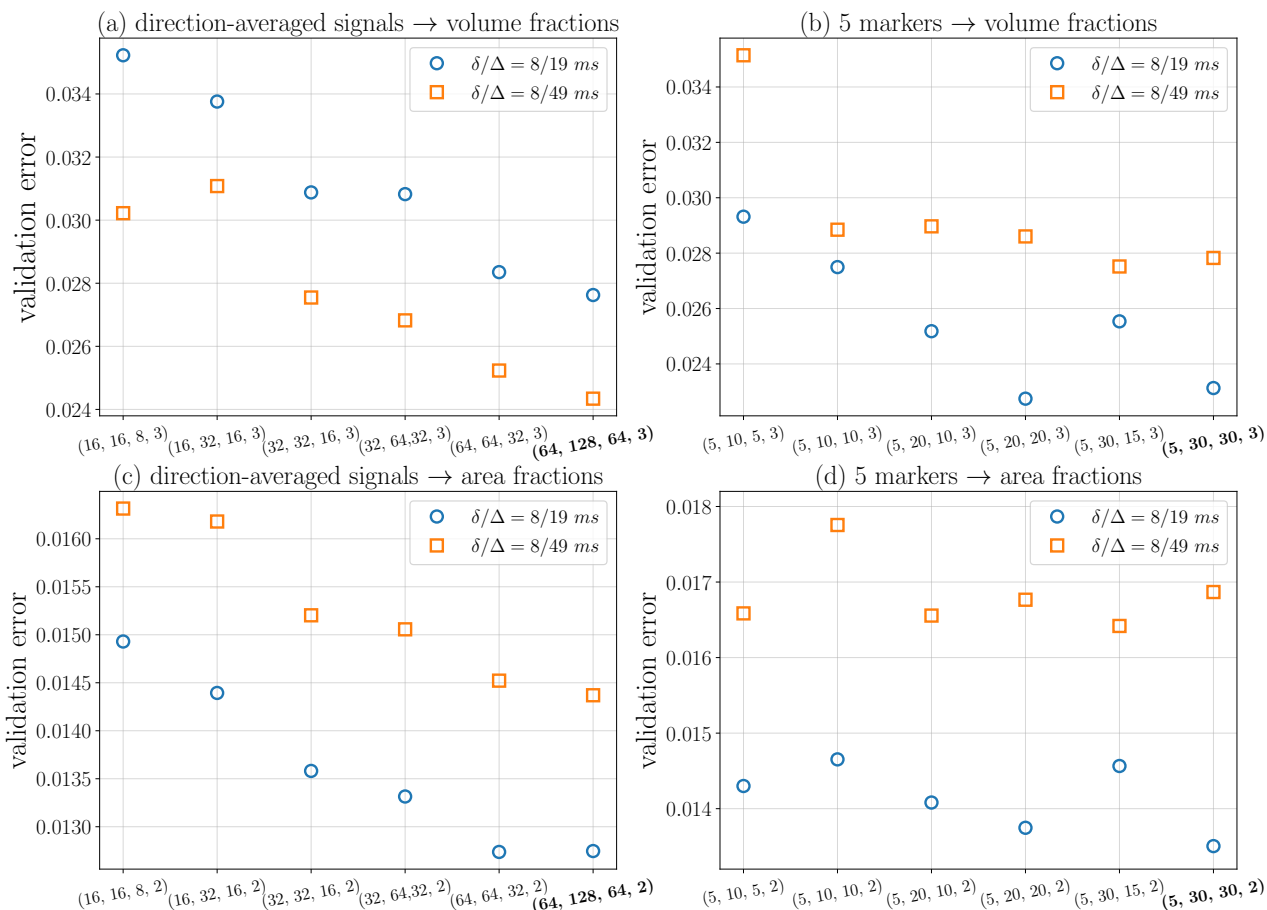 (a) direction-averaged signals → volume fractions
δ/Δ = 8/19 ms
δ/Δ = 8/49 ms
validation error
0.034
0.032
0.030
0.028
0.026
0.024
(16, 16, 8, 3)
(16, 32, 16, 3)
(32, 32, 16, 3)
(32, 64,32, 3)
(64, 64, 32, 3)
(64, 128, 64, 3)
(b) 5 markers → volume fractions
δ/Δ = 8/19 ms
δ/Δ = 8/49 ms
validation error
0.034
0.032
0.030
0.028
0.026
0.024
(5, 10, 5, 3)
(5, 10, 10, 3)
(5, 20, 10, 3)
(5, 20, 20, 3)
(5, 30, 15, 3)
(5, 30, 30, 3)
(c) direction-averaged signals → area fractions
δ/Δ = 8/19 ms
δ/Δ = 8/49 ms
validation error
0.0160
0.0155
0.0150
0.0145
0.0140
0.0135
0.0130
(16, 16, 8, 2)
(16, 32, 16, 2)
(32, 32, 16, 2)
(32, 64,32, 2)
(64, 64, 32, 2)
(64, 128, 64, 2)
(d) 5 markers → area fractions
δ/Δ = 8/19 ms
δ/Δ = 8/49 ms
validation error
0.018
0.017
0.016
0.015
0.014
(5, 10, 5, 2)
(5, 10, 10, 2)
(5, 20, 10, 2)
(5, 20, 20, 2)
(5, 30, 15, 2)
(5, 30, 30, 2)